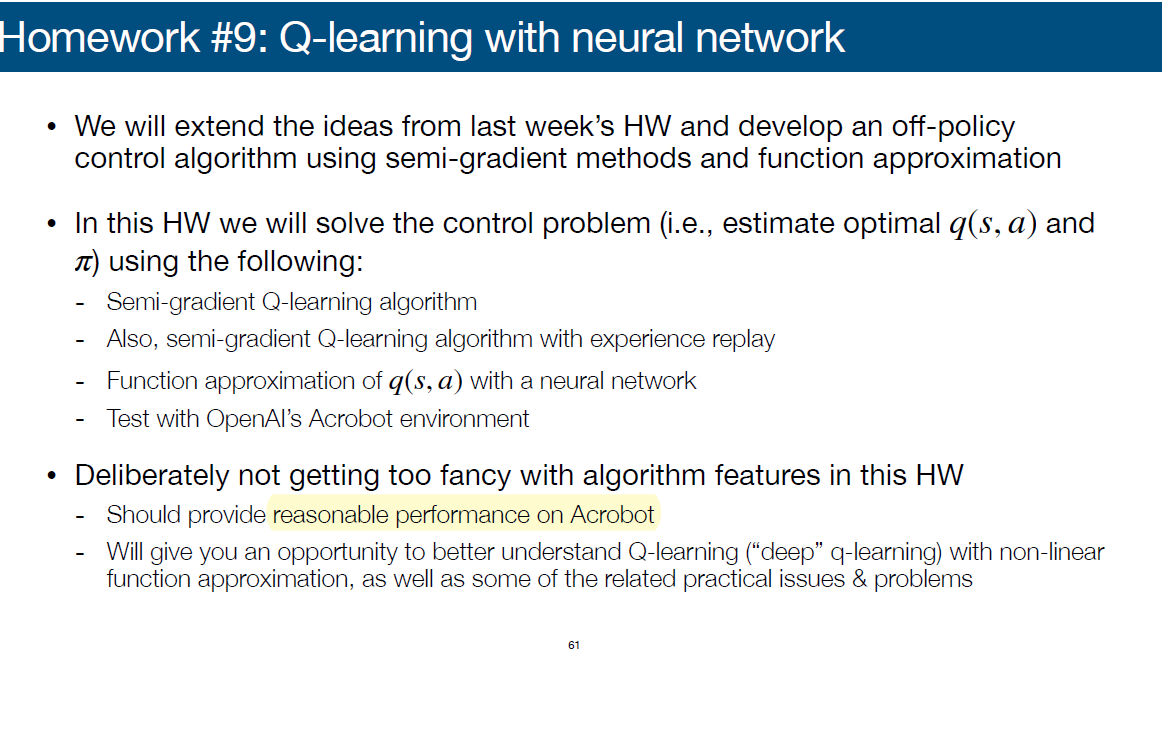 Homework #9: Q-learning with neural network
• We will extend the ideas from last week's HW and develop an off-policy
control algorithm using semi-gradient methods and function approximation
• In this HW we will solve the control problem (i.e., estimate optimal q(s, a) and
π) using the following:
- Semi-gradient Q-learning algorithm
- Also, semi-gradient Q-learning algorithm with experience replay
- Function approximation of q(s, a) with a neural network
- Test with OpenAI's Acrobot environment
• Deliberately not getting too fancy with algorithm features in this HW
- Should provide reasonable performance on Acrobot
- Will give you an opportunity to better understand Q-learning (“deep” q-learning) with non-linear
function approximation, as well as some of the related practical issues & problems
61